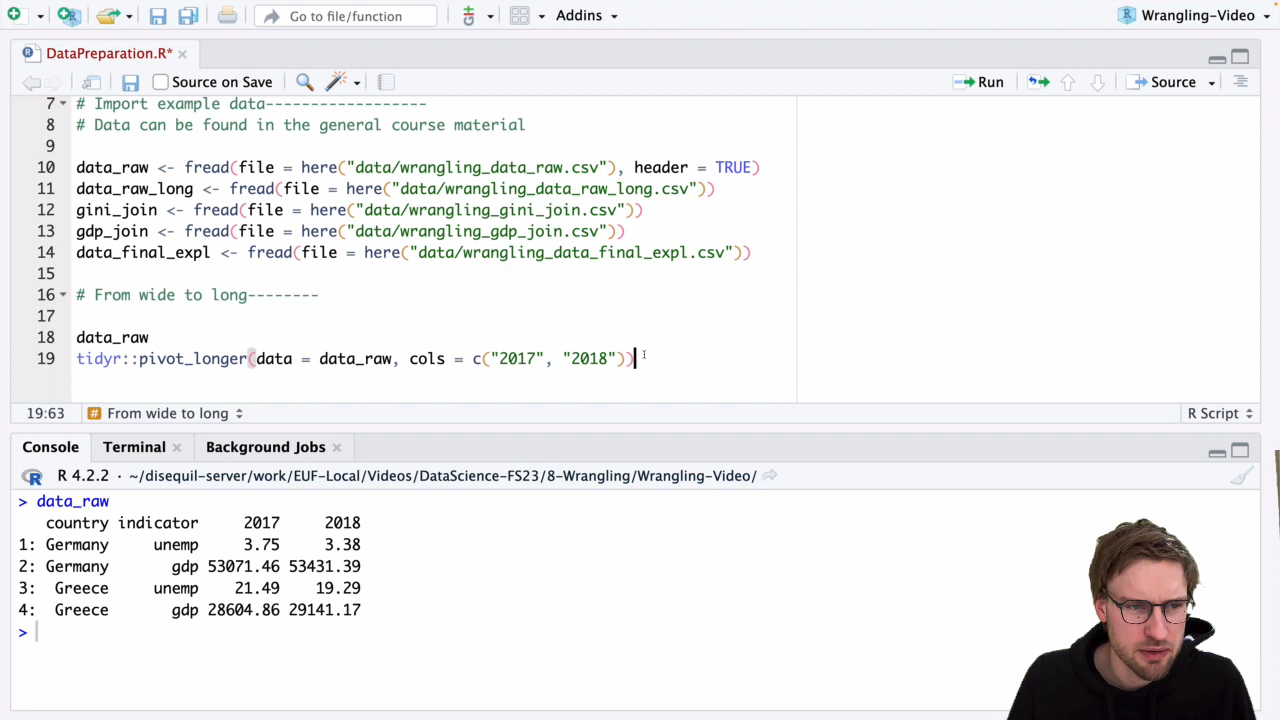 Go to file/function
Addins
Wrangling-Video
DataPreparation.R*
Source on Save
Run
Source
7 # Import example data------------------
8 # Data can be found in the general course material
9
10 data_raw <- fread(file = here("data/wrangling_data_raw.csv"), header = TRUE)
11 data_raw_long <- fread(file = here("data/wrangling_data_raw_long.csv"))
12 gini_join <- fread(file = here("data/wrangling_gini_join.csv"))
13 gdp_join <- fread(file = here("data/wrangling_gdp_join.csv"))
14 data_final_expl <- fread(file = here("data/wrangling_data_final_expl.csv"))
15
16 # From wide to long--------
17
18 data_raw
19 tidyr::pivot_longer(data = data_raw, cols = c("2017", "2018"))
19:63 # From wide to long
R Script
Console Terminal Background Jobs
R 4.2.2 · ~/disequil-server/work/EUF-Local/Videos/DataScience-FS23/8-Wrangling/Wrangling-Video/
> data_raw
country indicator 2017 2018
1: Germany unemp 3.75 3.38
2: Germany gdp 53071.46 53431.39
3: Greece unemp 21.49 19.29
4: Greece gdp 28604.86 29141.17
>